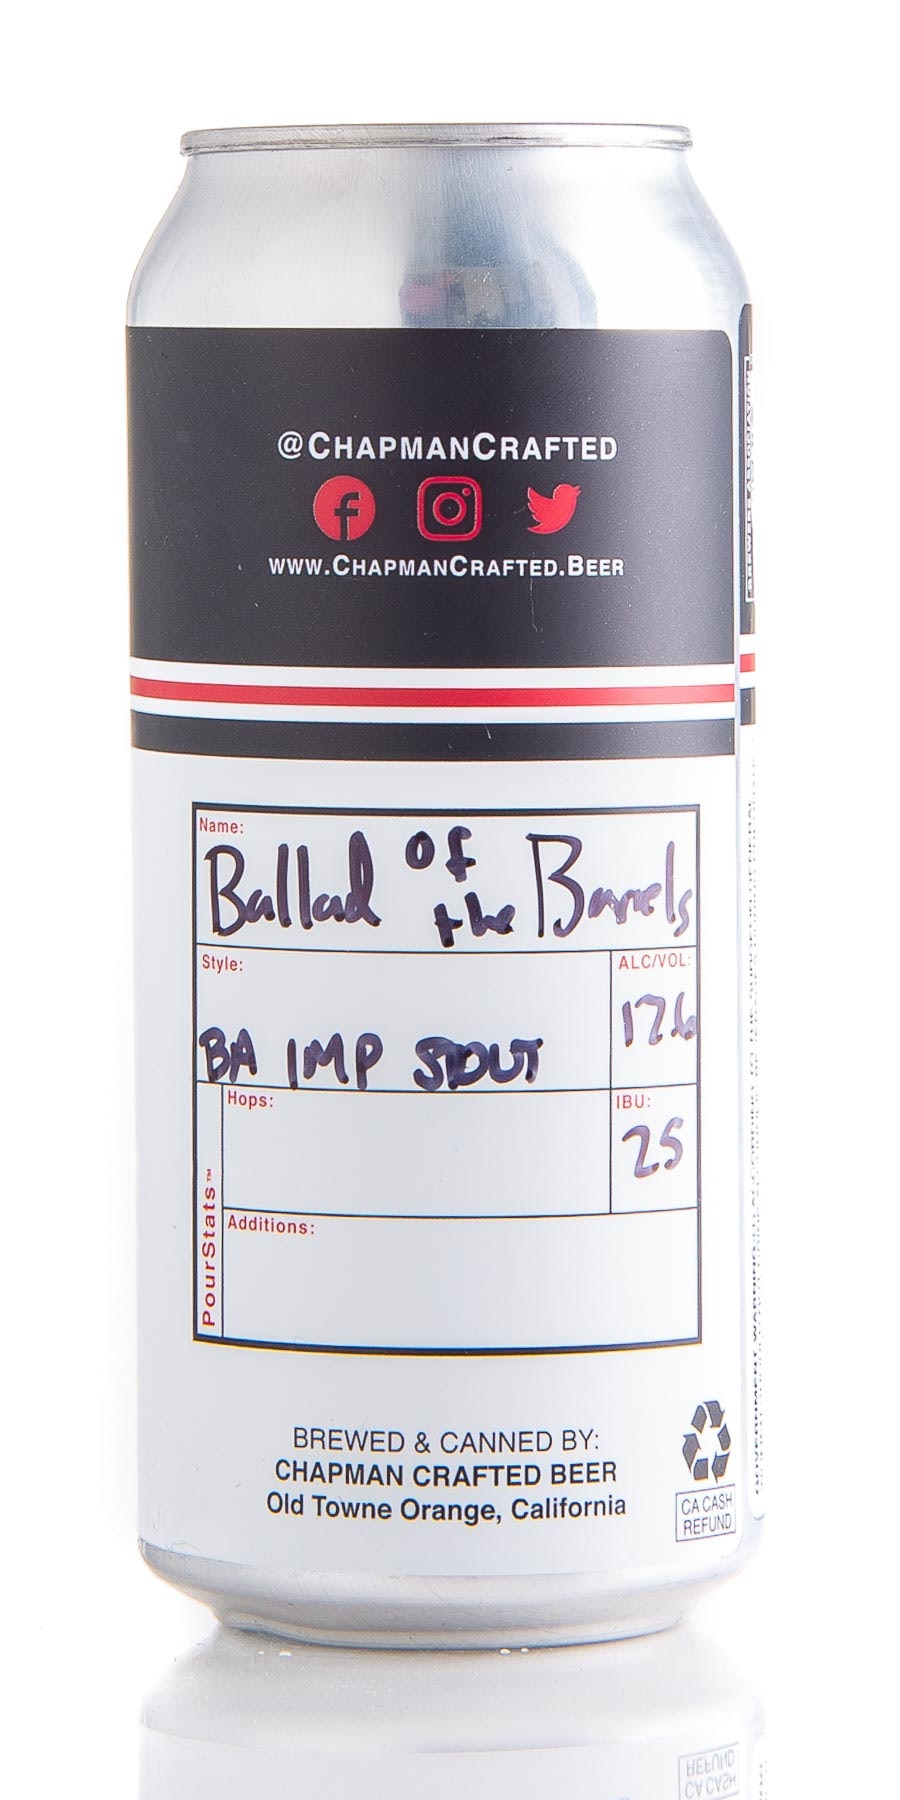 @CHAPMANCRAFTED
WWW.CHAPMANCRAFTED.BEER
Name:
Ballad of the Barrels
Style:
BA IMP STOUT
ALC/VOL:
12.6
Hops:
IBU:
25
Additions:
PourStats™
BREWED & CANNED BY:
CHAPMAN CRAFTED BEER
Old Towne Orange, California
CA CASH
REFUND